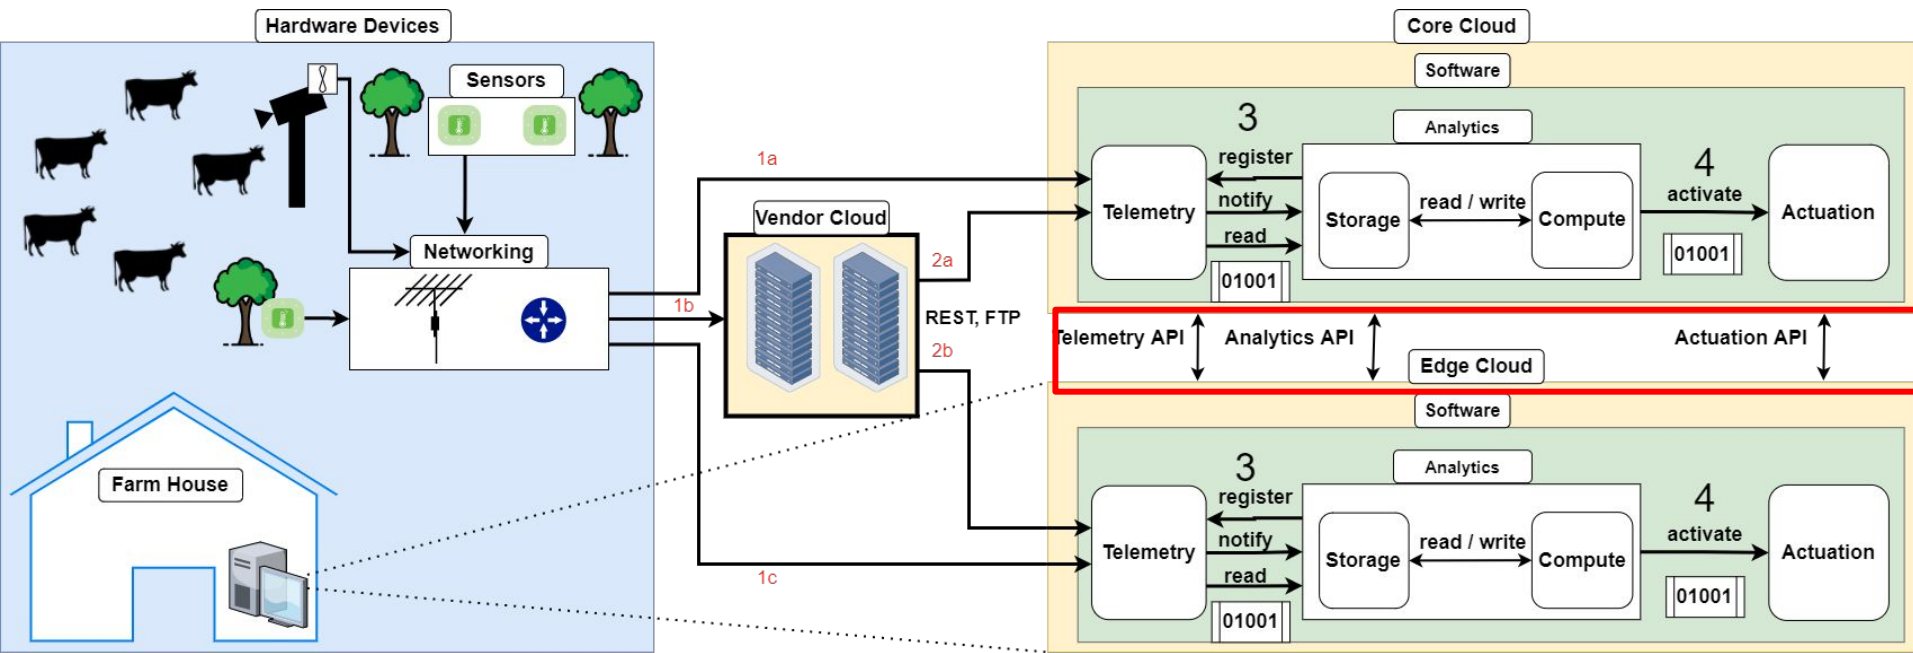 Hardware Devices
Sensors
Networking
Farm House
1a
1b
1c
Vendor Cloud
2a
REST, FTP
2b
Core Cloud
Software
3
Analytics
register
notify
read
01001
Telemetry
Storage
read / write
Compute
4
activate
01001
Actuation
Telemetry API
Analytics API
Actuation API
Edge Cloud
Software
3
Analytics
register
notify
read
01001
Telemetry
Storage
read / write
Compute
4
activate
01001
Actuation